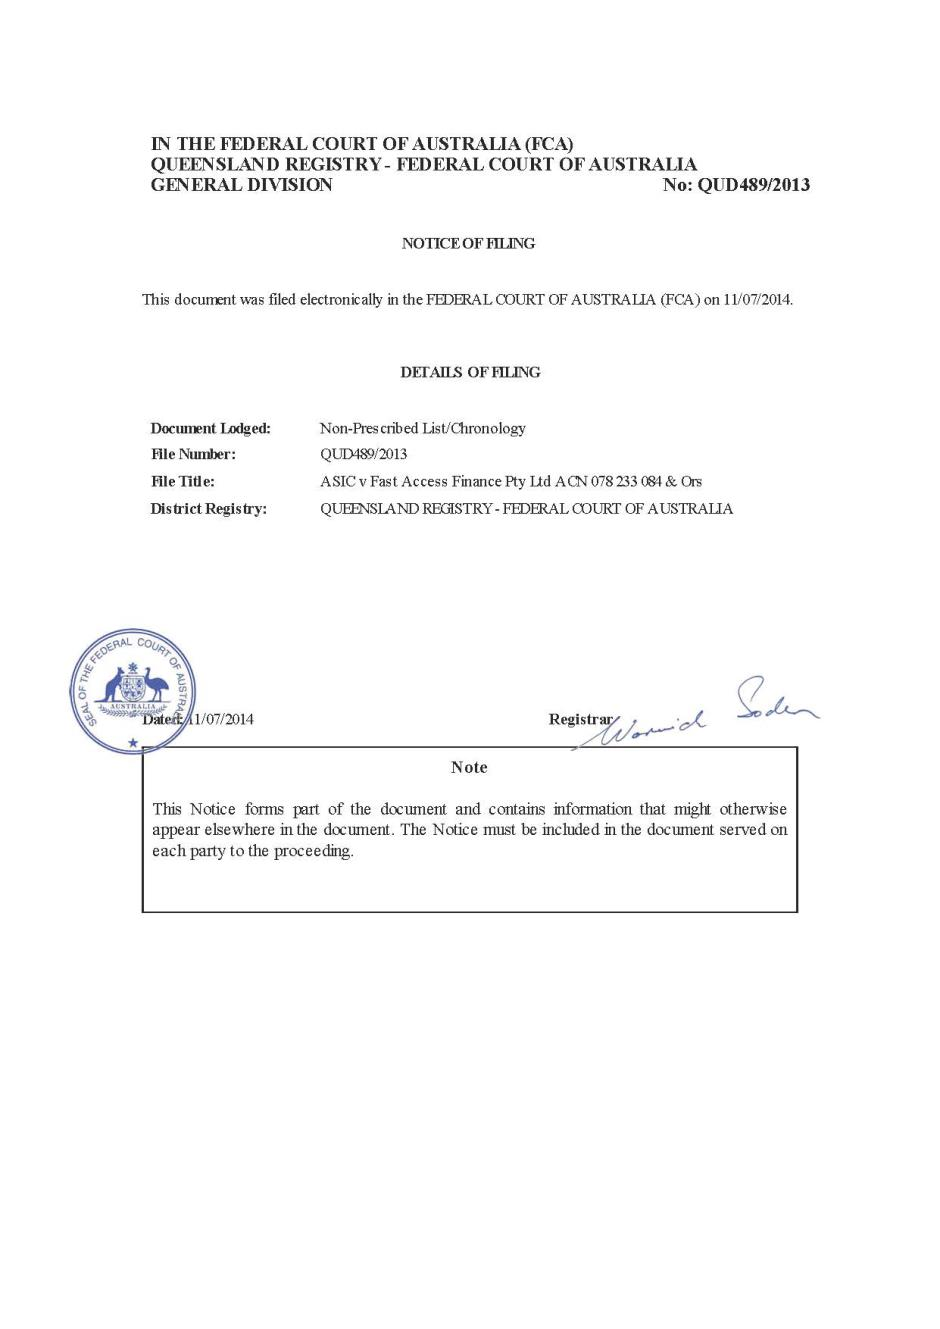 IN THE FEDERAL COURT OF AUSTRALIA (FCA)
QUEENSLAND REGISTRY - FEDERAL COURT OF AUSTRALIA
GENERAL DIVISION No: QUD489/2013
NOTICE OF FILING
This document was filed electronically in the FEDERAL COURT OF AUSTRALIA (FCA) on 11/07/2014.
DETAILS OF FILING
Document Lodged: Non-Prescribed List/Chronology
File Number: QUD489/2013
File Title: ASIC v Fast Access Finance Pty Ltd ACN 078 233 084 & Ors
District Registry: QUEENSLAND REGISTRY - FEDERAL COURT OF AUSTRALIA
SEAL OF THE FEDERAL COURT OF AUSTRALIA
AUSTRALIA
Dated: 11/07/2014 Registrar
Warwick Soden
Note
This Notice forms part of the document and contains information that might otherwise
appear elsewhere in the document. The Notice must be included in the document served on
each party to the proceeding.